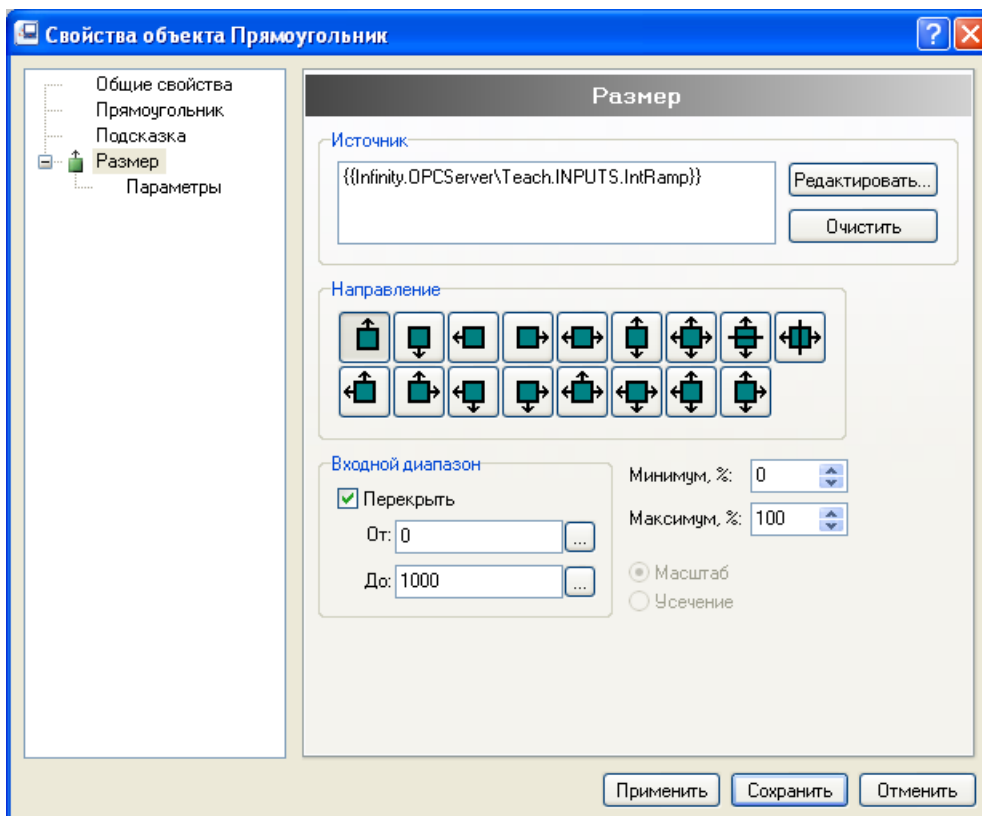 Свойства объекта Прямоугольник
Общие свойства
Прямоугольник
Подсказка
Размер
Параметры
Размер
Источник
{{Infinity.OPCServer\Teach.INPUTS.IntRamp}}
Редактировать...
Очистить
Направление
Входной диапазон
Перекрыть
От: 0 ...
До: 1000 ...
Минимум, %: 0
Максимум, %: 100
Масштаб
Усечение
Применить Сохранить Отменить